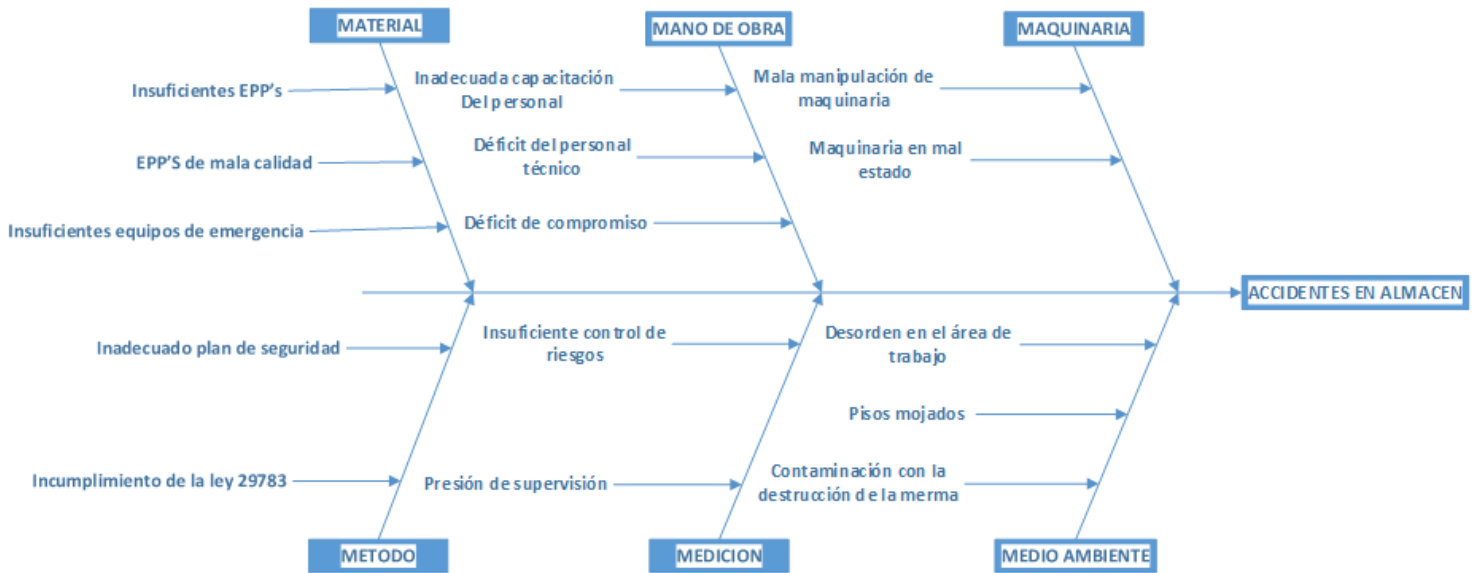 MATERIAL
MANO DE OBRA
MAQUINARIA
Insuficientes EPP's
EPP'S de mala calidad
Insuficientes equipos de emergencia
Inadecuada capacitación
Del personal
Déficit del personal
técnico
Déficit de compromiso
Mala manipulación de
maquinaria
Maquinaria en mal
estado
ACCIDENTES EN ALMACEN
Inadecuado plan de seguridad
Incumplimiento de la ley 29783
Insuficiente control de
riesgos
Presión de supervisión
Desorden en el área de
trabajo
Pisos mojados
Contaminación con la
destrucción de la merma
METODO
MEDICION
MEDIO AMBIENTE